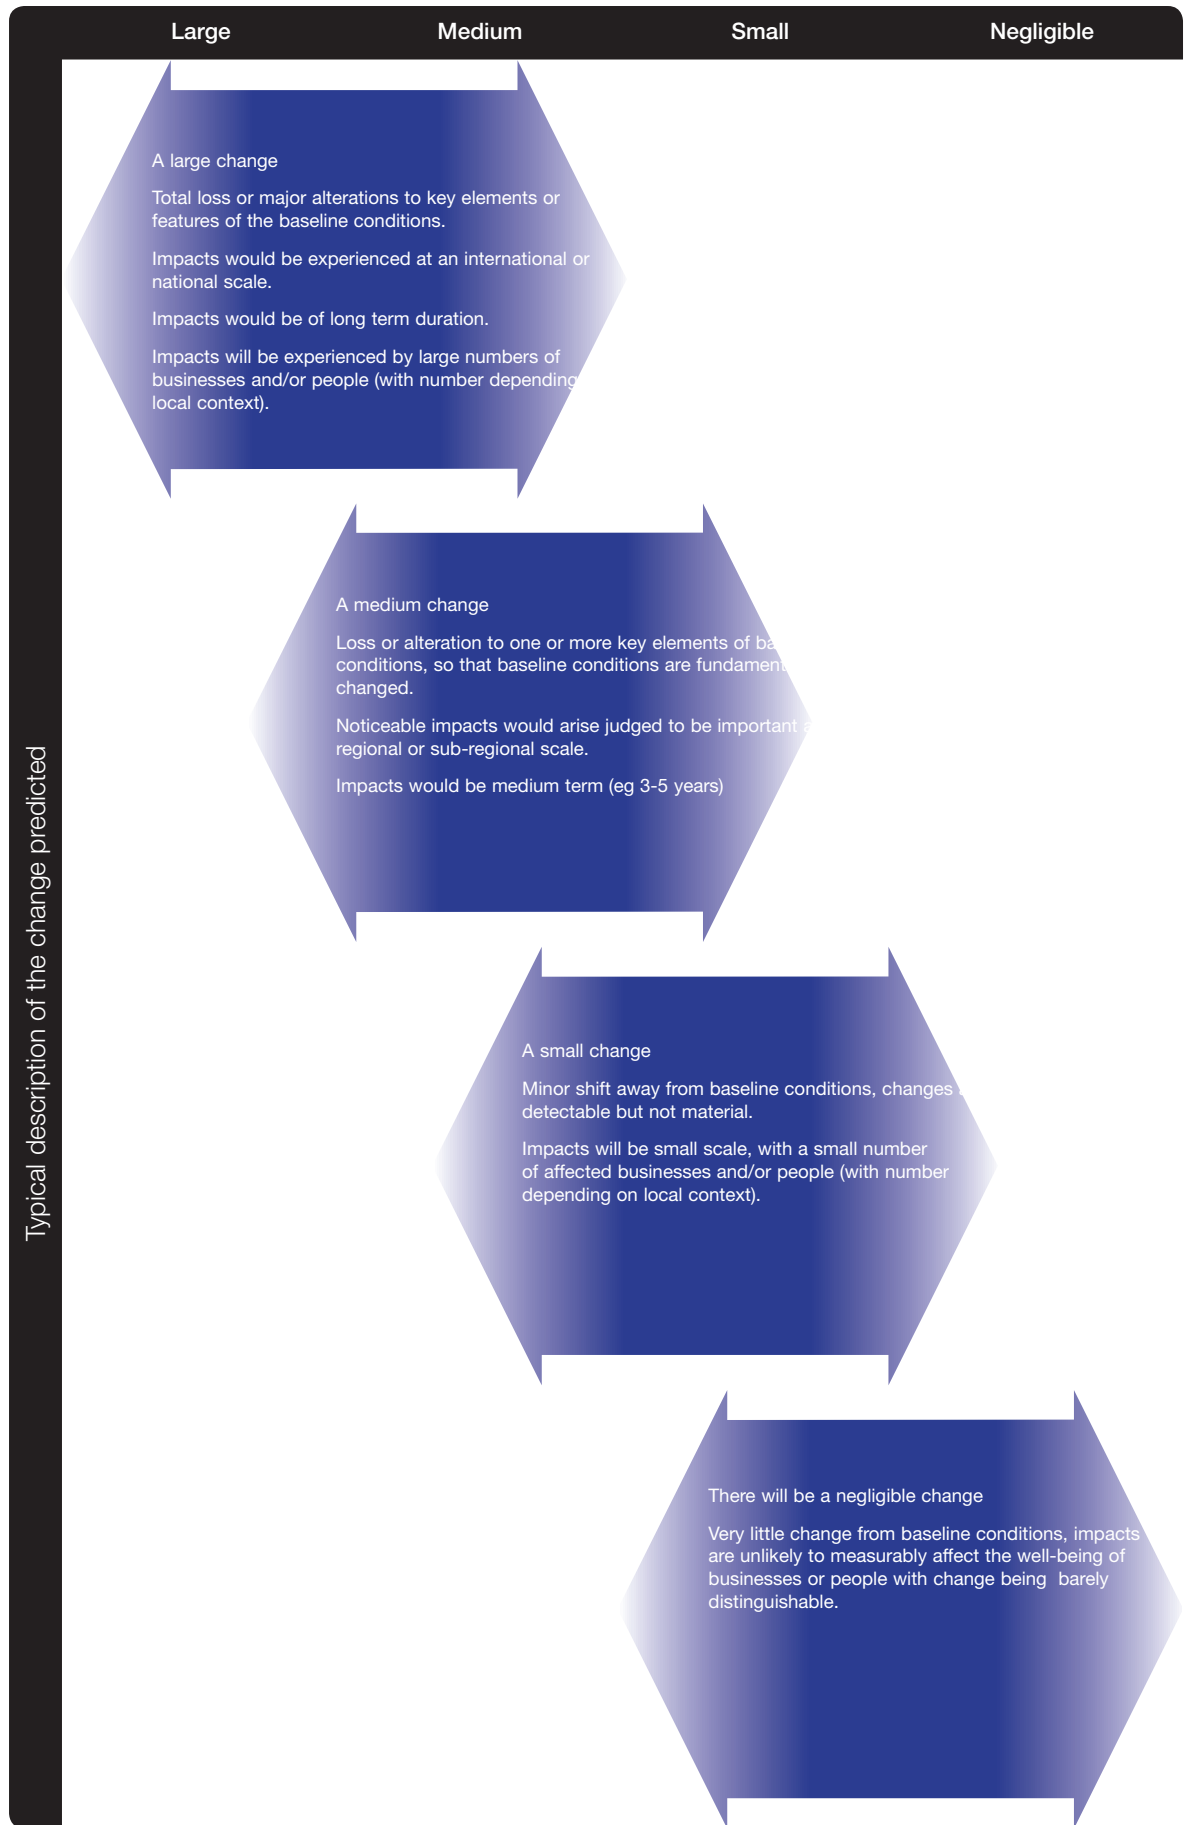 Large Medium Small Negligible
Typical description of the change predicted
A large change
Total loss or major alterations to key elements or
features of the baseline conditions.
Impacts would be experienced at an international or
national scale.
Impacts would be of long term duration.
Impacts will be experienced by large numbers of
businesses and/or people (with number depending
local context).
A medium change
Loss or alteration to one or more key elements of
conditions, so that baseline conditions are
changed.
Noticeable impacts would arise judged to be important
regional or sub-regional scale.
Impacts would be medium term (eg 3-5 years)
A small change
Minor shift away from baseline conditions, changes
detectable but not material.
Impacts will be small scale, with a small number
of affected businesses and/or people (with number
depending on local context).
There will be a negligible change
Very little change from baseline conditions, impacts
are unlikely to measurably affect the well-being of
businesses or people with change being barely
distinguishable.